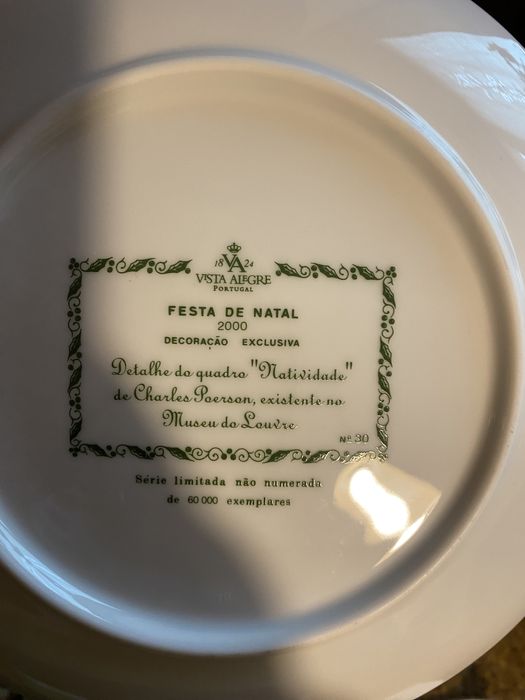 18 VA 24
VISTA ALEGRE
PORTUGAL
FESTA DE NATAL
2000
DECORAÇÃO EXCLUSIVA
Detalhe do quadro "Natividade"
de Charles Poerson, existente no
Museu do Louvre
Nº 30
Série limitada não numerada
de 60 000 exemplares